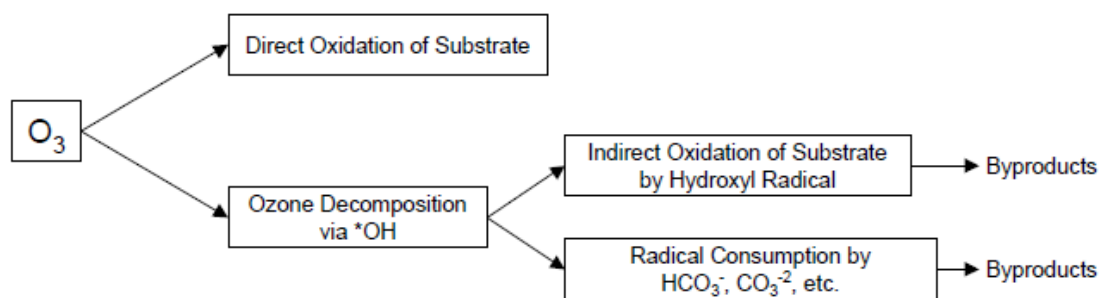 Direct Oxidation of Substrate
O₃
Indirect Oxidation of Substrate
by Hydroxyl Radical
Byproducts
Ozone Decomposition
via *OH
Radical Consumption by
HCO₃⁻, CO₃⁻², etc.
Byproducts